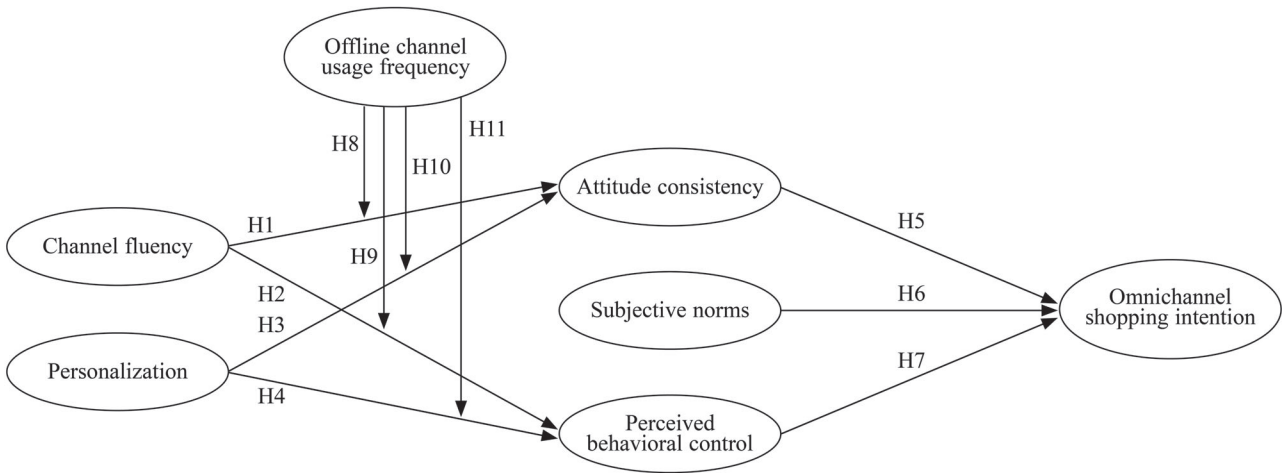 Offline channel
usage frequency
H8
H11
H10
Attitude consistency
H1
H5
Channel fluency
H9
H2
H6
Subjective norms
Omnichannel
shopping intention
H3
Personalization
H7
H4
Perceived
behavioral control